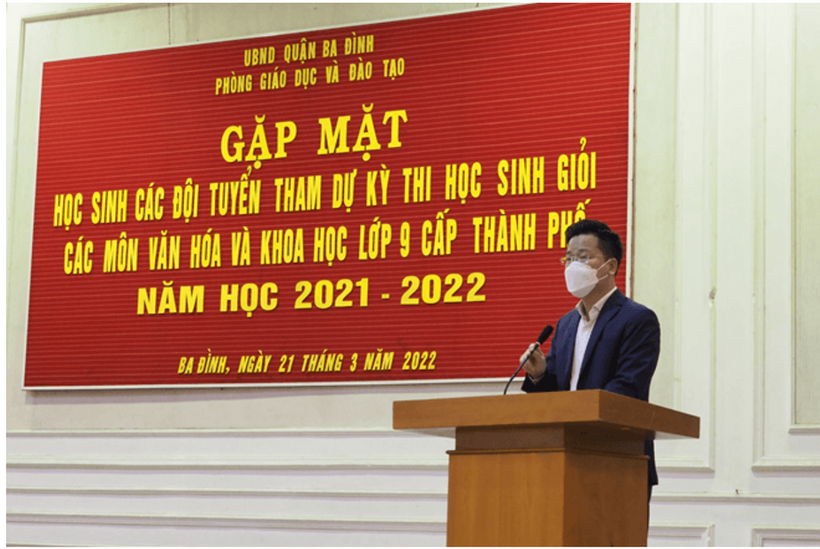 UBND QUẬN BA ĐÌNH
PHÒNG GIÁO DỤC VÀ ĐÀO TẠO
GẶP MẶT
HỌC SINH CÁC ĐỘI TUYỂN THAM DỰ KỲ THI HỌC SINH GIỎI
CÁC MÔN VĂN HÓA VÀ KHOA HỌC LỚP 9 CẤP THÀNH PHỐ
NĂM HỌC 2021 - 2022
BA ĐÌNH, NGÀY 21 THÁNG 3 NĂM 2022